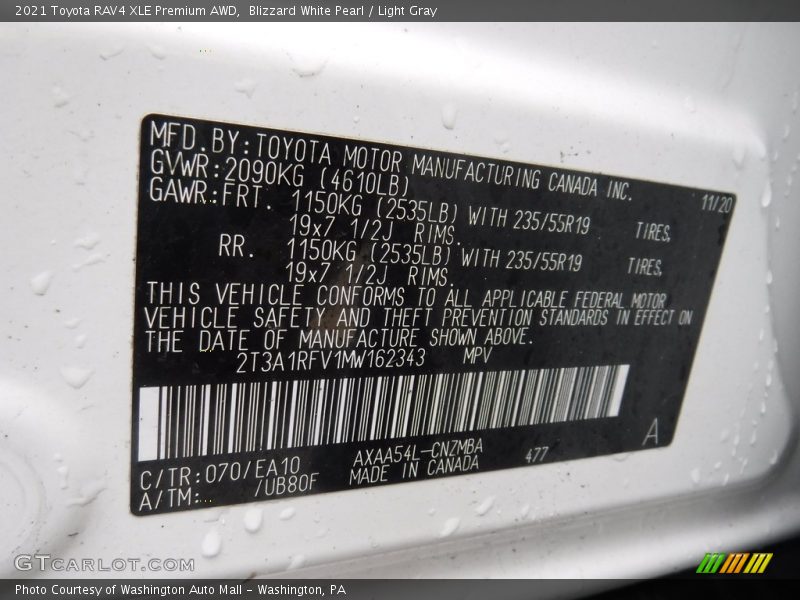 2021 Toyota RAV4 XLE Premium AWD,  Blizzard White Pearl / Light Gray
MFD.BY:TOYOTA MOTOR MANUFACTURING CANADA INC.
GVWR:2090KG (4610LB) 11/20
GAWR:FRT. 1150KG (2535LB) WITH 235/55R19 TIRES,
19x7 1/2J RIMS.
RR. 1150KG (2535LB) WITH 235/55R19 TIRES,
19x7 1/2J RIMS.
THIS VEHICLE CONFORMS TO ALL APPLICABLE FEDERAL MOTOR
VEHICLE SAFETY AND THEFT PREVENTION STANDARDS IN EFFECT ON
THE DATE OF MANUFACTURE SHOWN ABOVE.
2T3A1RFV1MW162343 MPV
A
C/TR:070/EA10 AXAA54L-CNZMBA 477
A/TM:... /UB80F MADE IN CANADA
GTCARLOT.COM
Photo Courtesy of Washington Auto Mall - Washington, PA